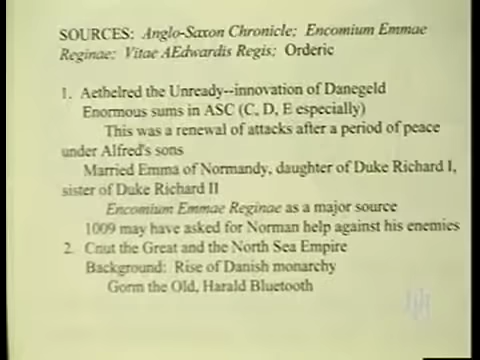 SOURCES: Anglo-Saxon Chronicle; Encomium Emmae
Reginae; Vitae AEdwardis Regis; Orderic
1. Aethelred the Unready--innovation of Danegeld
Enormous sums in ASC (C, D, E especially)
This was a renewal of attacks after a period of peace
under Alfred's sons
Married Emma of Normandy, daughter of Duke Richard I,
sister of Duke Richard II
Encomium Emmae Reginae as a major source
1009 may have asked for Norman help against his enemies
2. Cnut the Great and the North Sea Empire
Background: Rise of Danish monarchy
Gorm the Old, Harald Bluetooth